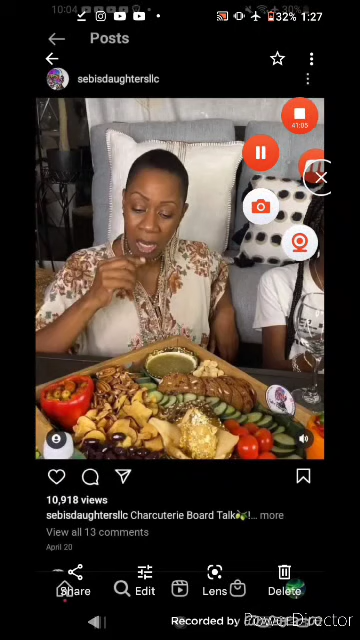 10:04
32% 1:27
Posts
sebisdaughtersllc
41:05
10,918 views
sebisdaughtersllc Charcuterie Board Talk🌿!... more
View all 13 comments
April 20
Share
Edit
Lens
Delete
Recorded by
PowerDirector